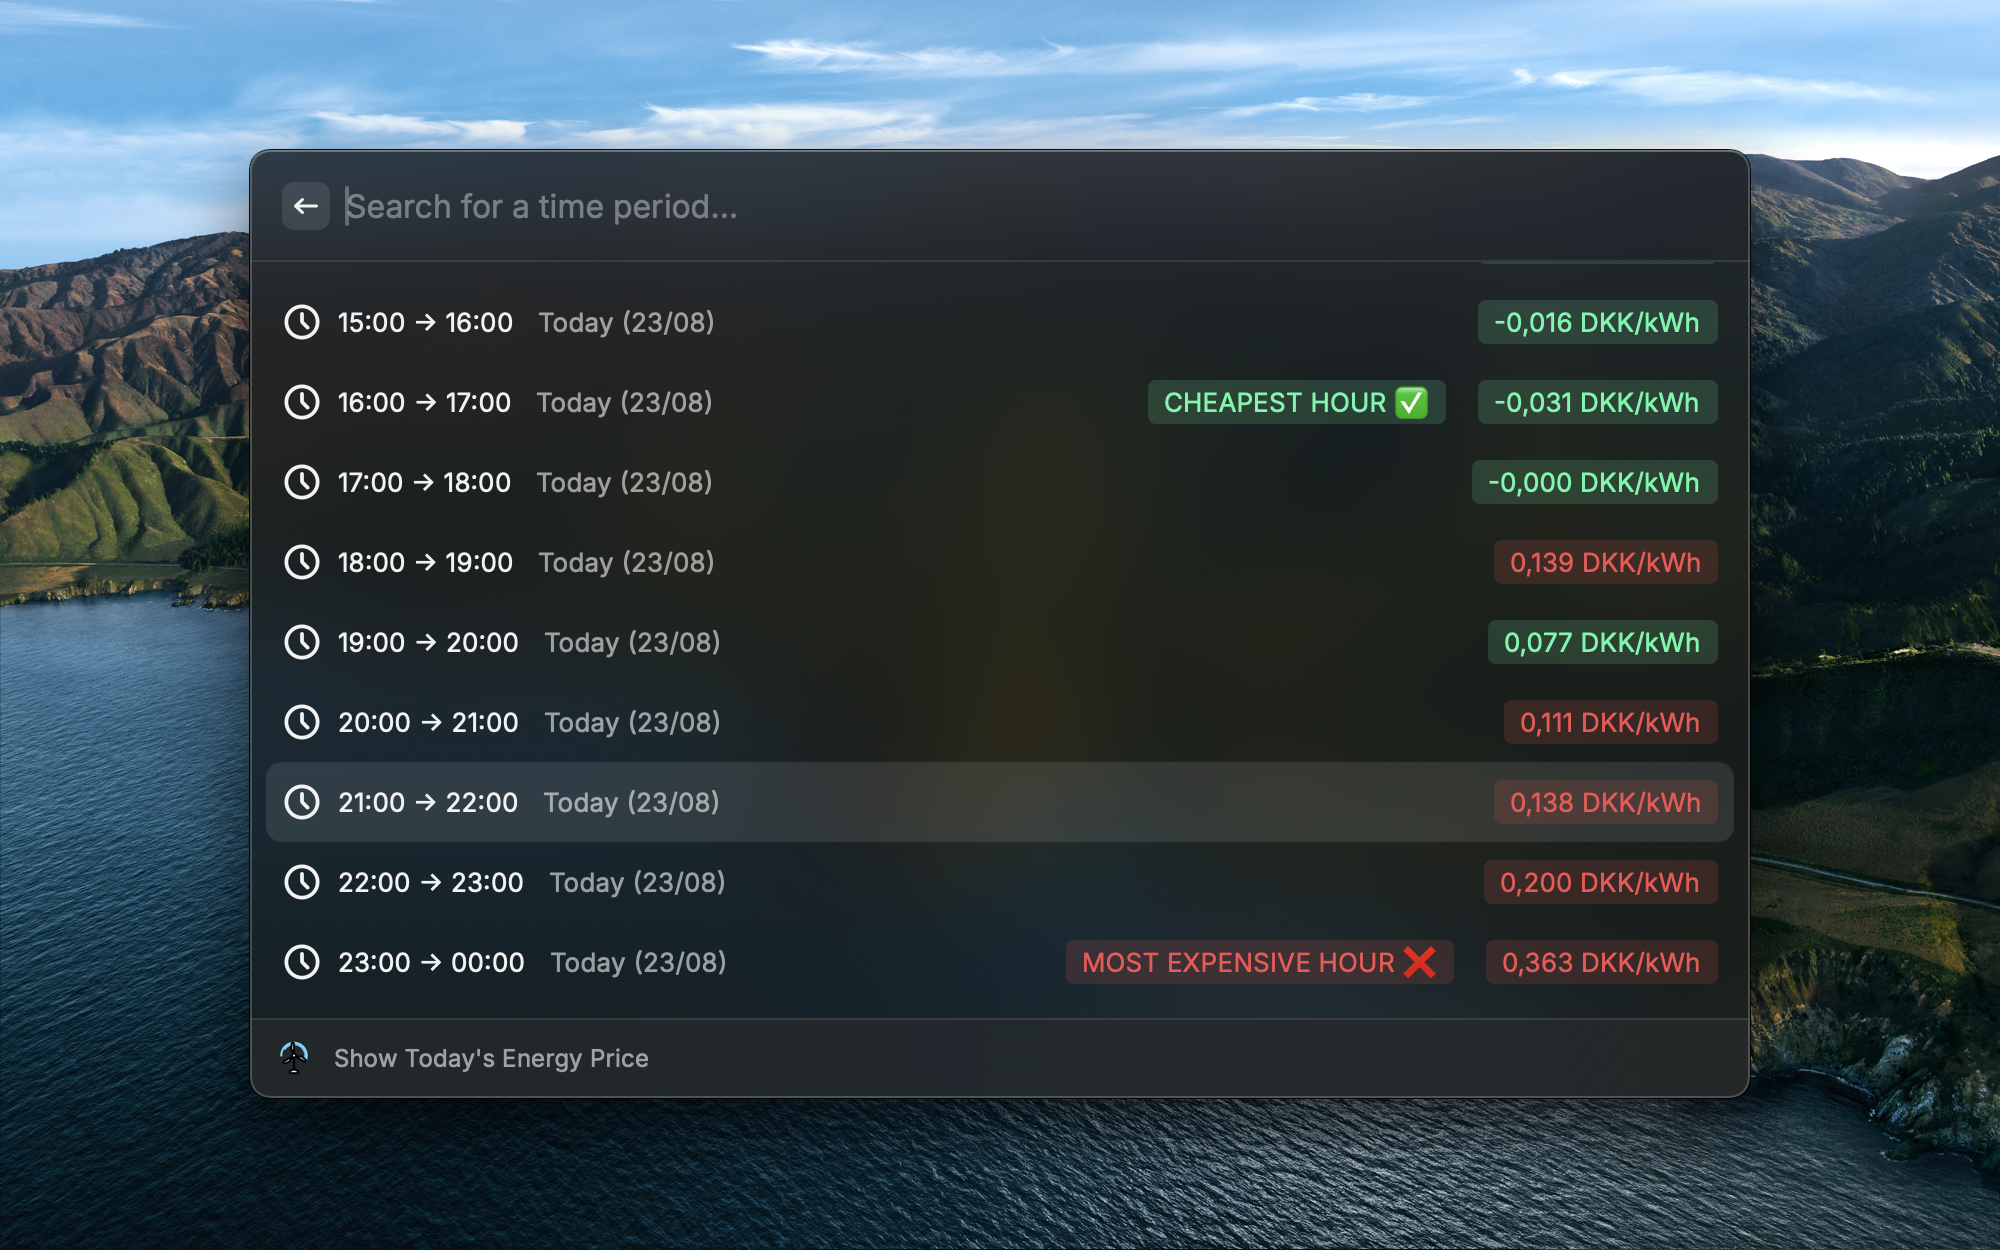 Search for a time period...
15:00 → 16:00 Today (23/08) -0,016 DKK/kWh
16:00 → 17:00 Today (23/08) CHEAPEST HOUR ✅ -0,031 DKK/kWh
17:00 → 18:00 Today (23/08) -0,000 DKK/kWh
18:00 → 19:00 Today (23/08) 0,139 DKK/kWh
19:00 → 20:00 Today (23/08) 0,077 DKK/kWh
20:00 → 21:00 Today (23/08) 0,111 DKK/kWh
21:00 → 22:00 Today (23/08) 0,138 DKK/kWh
22:00 → 23:00 Today (23/08) 0,200 DKK/kWh
23:00 → 00:00 Today (23/08) MOST EXPENSIVE HOUR ❌ 0,363 DKK/kWh
Show Today's Energy Price